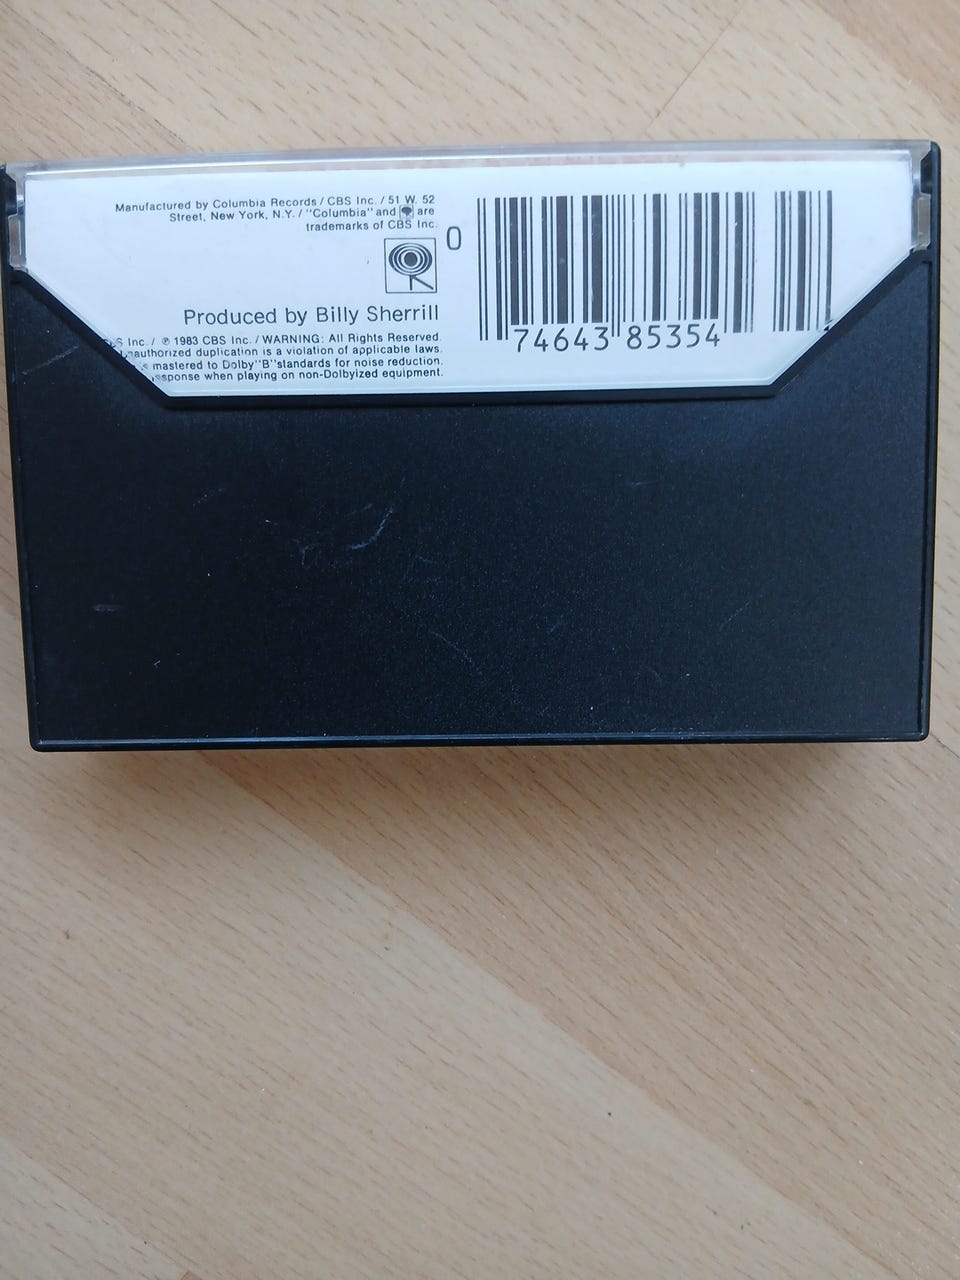 Manufactured by Columbia Records / CBS Inc. / 51 W. 52
Street, New York, N.Y. / "Columbia" and are
trademarks of CBS Inc.
Produced by Billy Sherrill
Inc. / ℗ 1983 CBS Inc. / WARNING: All Rights Reserved.
duplication is a violation of applicable laws.
mastered to Dolby "B" standards for noise reduction.
when playing on non-Dolbyized equipment.
0 74643 85354